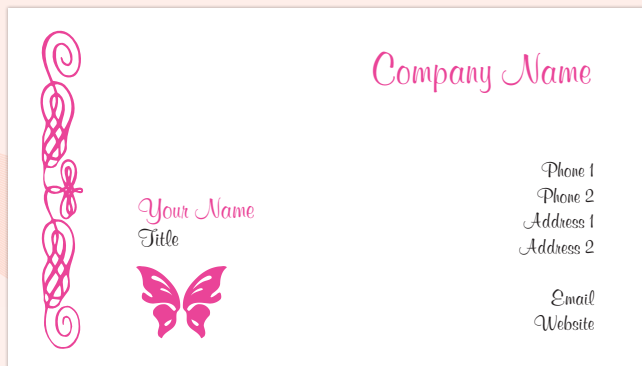 Company Name
Phone 1
Phone 2
Address 1
Address 2
Your Name
Title
Email
Website